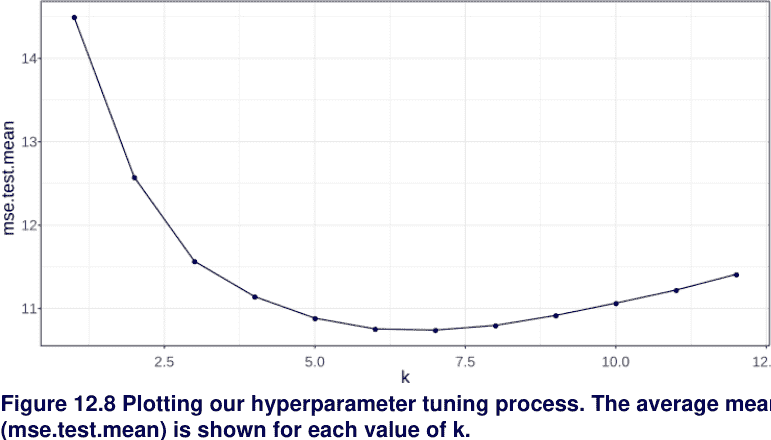 14
13
12
11
mse.test.mean
2.5
5.0
7.5
10.0
12.
k
Figure 12.8 Plotting our hyperparameter tuning process. The average mea
(mse.test.mean) is shown for each value of k.